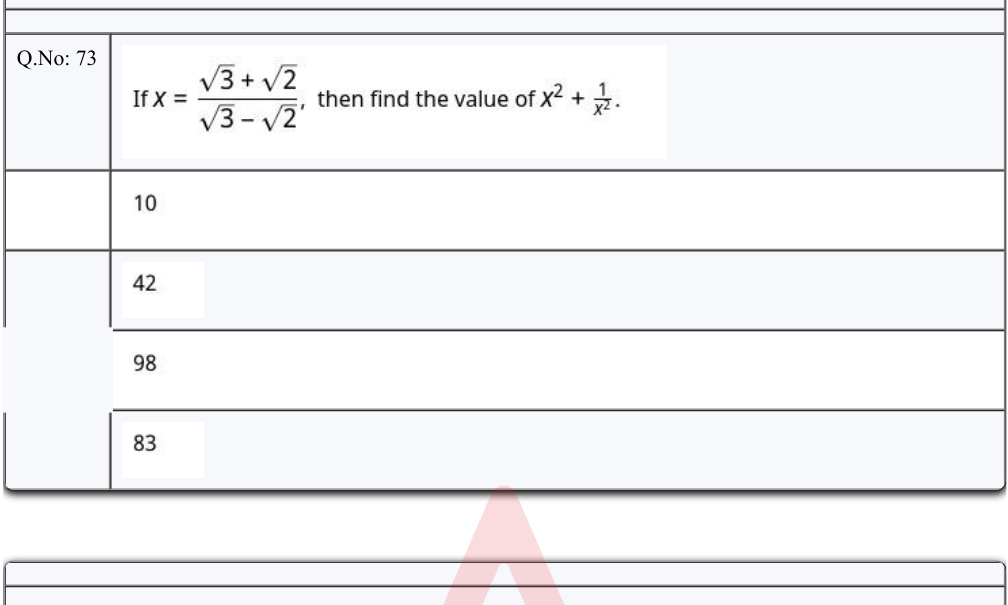 Q.No: 73
If x = (√3 + √2)/(√3 − √2), then find the value of x² + 1/x².
10
42
98
83